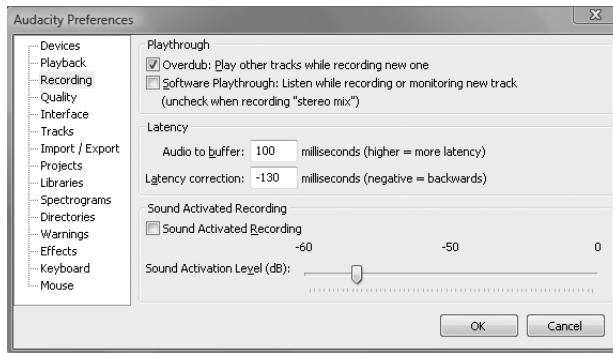 Audacity Preferences
Devices
Playback
Recording
Quality
Interface
Tracks
Import / Export
Projects
Libraries
Spectrograms
Directories
Warnings
Effects
Keyboard
Mouse
Playthrough
Overdub: Play other tracks while recording new one
Software Playthrough: Listen while recording or monitoring new track
(uncheck when recording "stereo mix")
Latency
Audio to buffer: 100 milliseconds (higher = more latency)
Latency correction: -130 milliseconds (negative = backwards)
Sound Activated Recording
Sound Activated Recording
-60 -50 0
Sound Activation Level (dB):
OK Cancel